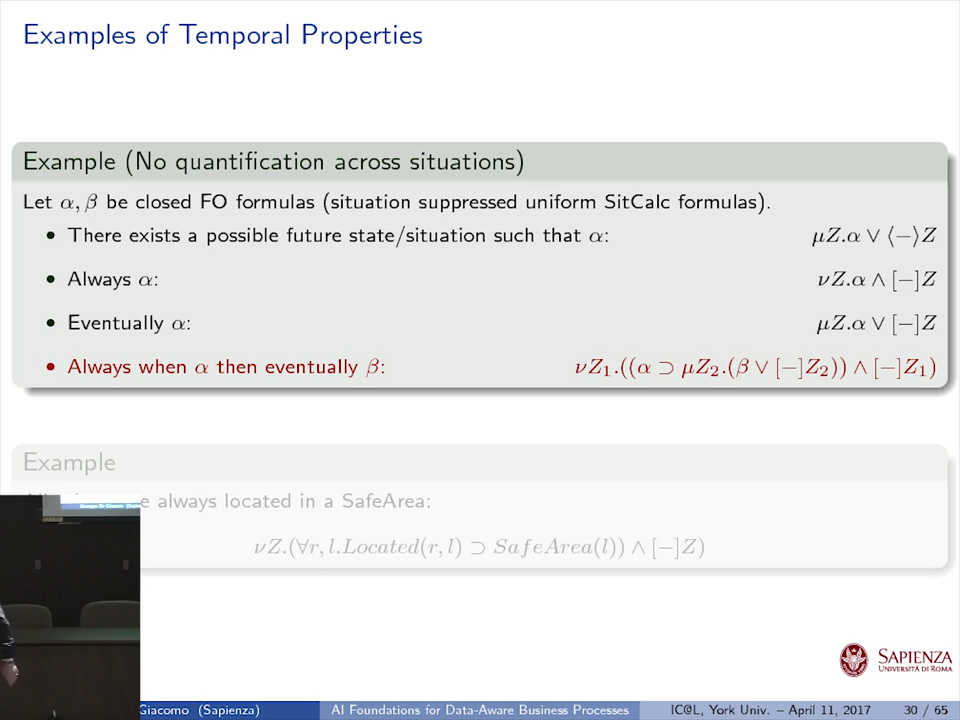 Examples of Temporal Properties
Example (No quantification across situations)
Let α, β be closed FO formulas (situation suppressed uniform SitCalc formulas).
• There exists a possible future state/situation such that α: μZ.α ∨ ⟨−⟩Z
• Always α: νZ.α ∧ [−]Z
• Eventually α: μZ.α ∨ [−]Z
• Always when α then eventually β: νZ₁.((α ⊃ μZ₂.(β ∨ [−]Z₂)) ∧ [−]Z₁)
Example
always located in a SafeArea:
νZ.(∀r, l.Located(r, l) ⊃ SafeArea(l)) ∧ [−]Z)
SAPIENZA
UNIVERSITÀ DI ROMA
Giacomo (Sapienza) AI Foundations for Data-Aware Business Processes IC@L, York Univ. – April 11, 2017 30 / 65